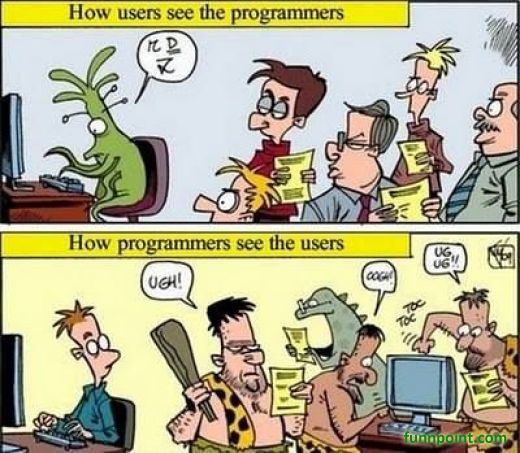 How users see the programmers
How programmers see the users
UGH!
OOGH!
UG
UG!!
TOC
TOC
funnpoint.com